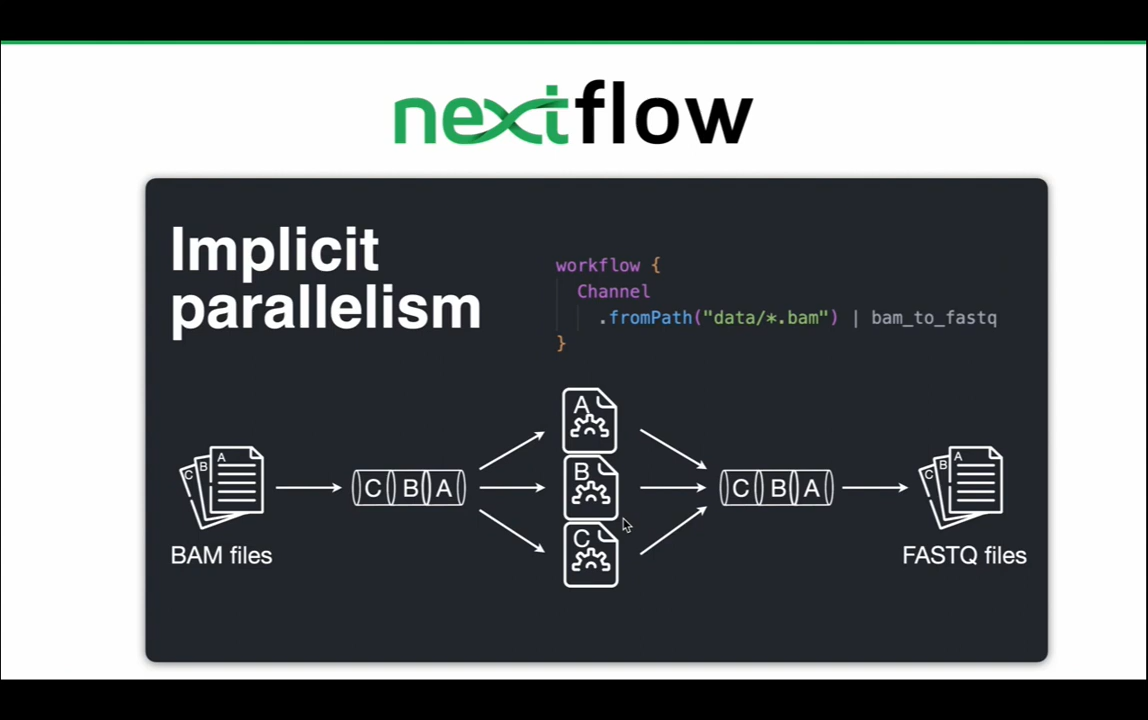 nextflow
Implicit
parallelism
workflow {
Channel
.fromPath("data/*.bam") | bam_to_fastq
}
A
B
C
C B A
A
B
C
C B A
A
B
C
BAM files
FASTQ files